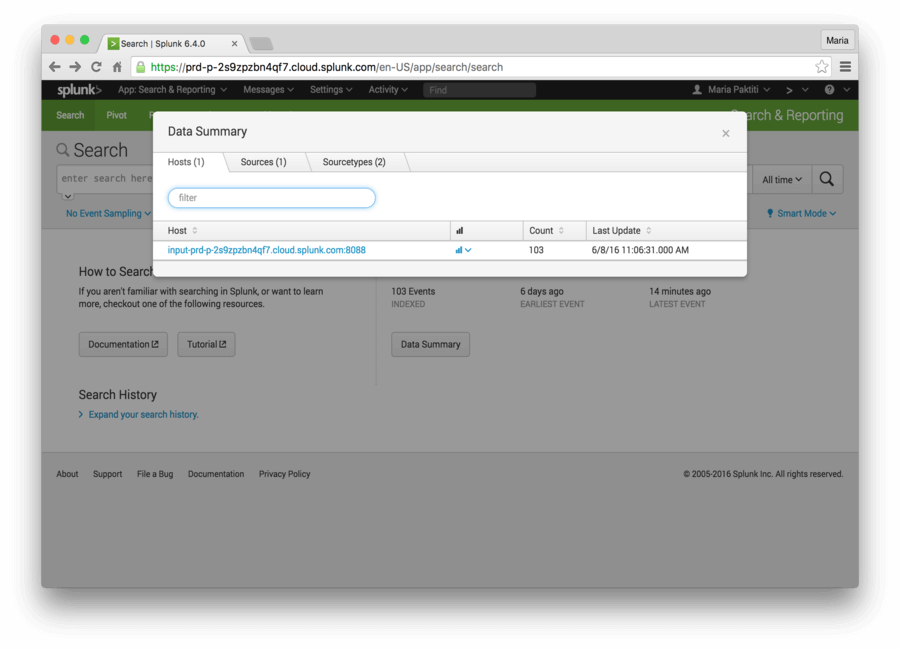 Search | Splunk 6.4.0
Maria
https://prd-p-2s9zpzbn4qf7.cloud.splunk.com/en-US/app/search/search
splunk> App: Search & Reporting Messages Settings Activity Find Maria Paktiti
Search Pivot arch & Reporting
Data Summary
Search
Hosts (1) Sources (1) Sourcetypes (2)
enter search here
All time
filter
No Event Sampling
Smart Mode
Host Count Last Update
input-prd-p-2s9zpzbn4qf7.cloud.splunk.com:8088 103 6/8/16 11:06:31.000 AM
How to Search
If you aren't familiar with searching in Splunk, or want to learn
more, checkout one of the following resources.
103 Events 6 days ago 14 minutes ago
INDEXED EARLIEST EVENT LATEST EVENT
Documentation Tutorial Data Summary
Search History
> Expand your search history.
About Support File a Bug Documentation Privacy Policy © 2005-2016 Splunk Inc. All rights reserved.